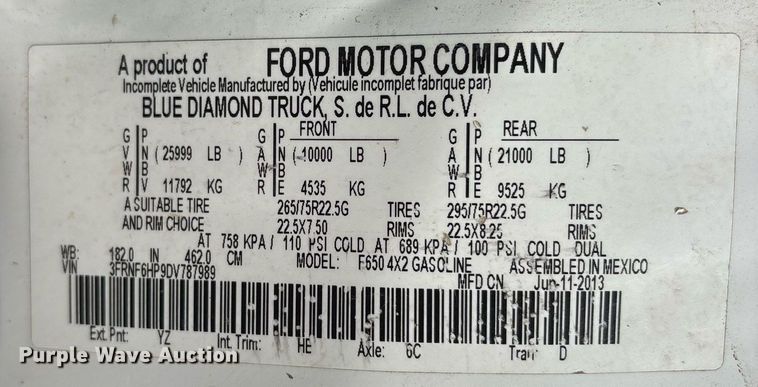 A product of FORD MOTOR COMPANY
Incomplete Vehicle Manufactured by (Vehicule incomplet fabrique par)
BLUE DIAMOND TRUCK, S. de R.L. de C.V.
G P G P FRONT G P REAR
V N ( 25999 LB ) A N ( 10000 LB ) A N ( 21000 LB )
W B W B W B
R V 11792 KG R E 4535 KG R E 9525 KG
A SUITABLE TIRE 265/75R22.5G TIRES 295/75R22.5G TIRES
AND RIM CHOICE 22.5X7.50 RIMS 22.5X8.25 RIMS
AT 758 KPA / 110 PSI COLD AT 689 KPA / 100 PSI COLD DUAL
WB: 182.0 IN 462.0 CM MODEL: F650 4X2 GASOLINE ASSEMBLED IN MEXICO
VIN 3FRNF6HP9DV787989 MFD ON Jun-11-2013
Ext. Pnt: YZ Int. Trim: HE Axle: 6C Tran: D
Purple Wave Auction